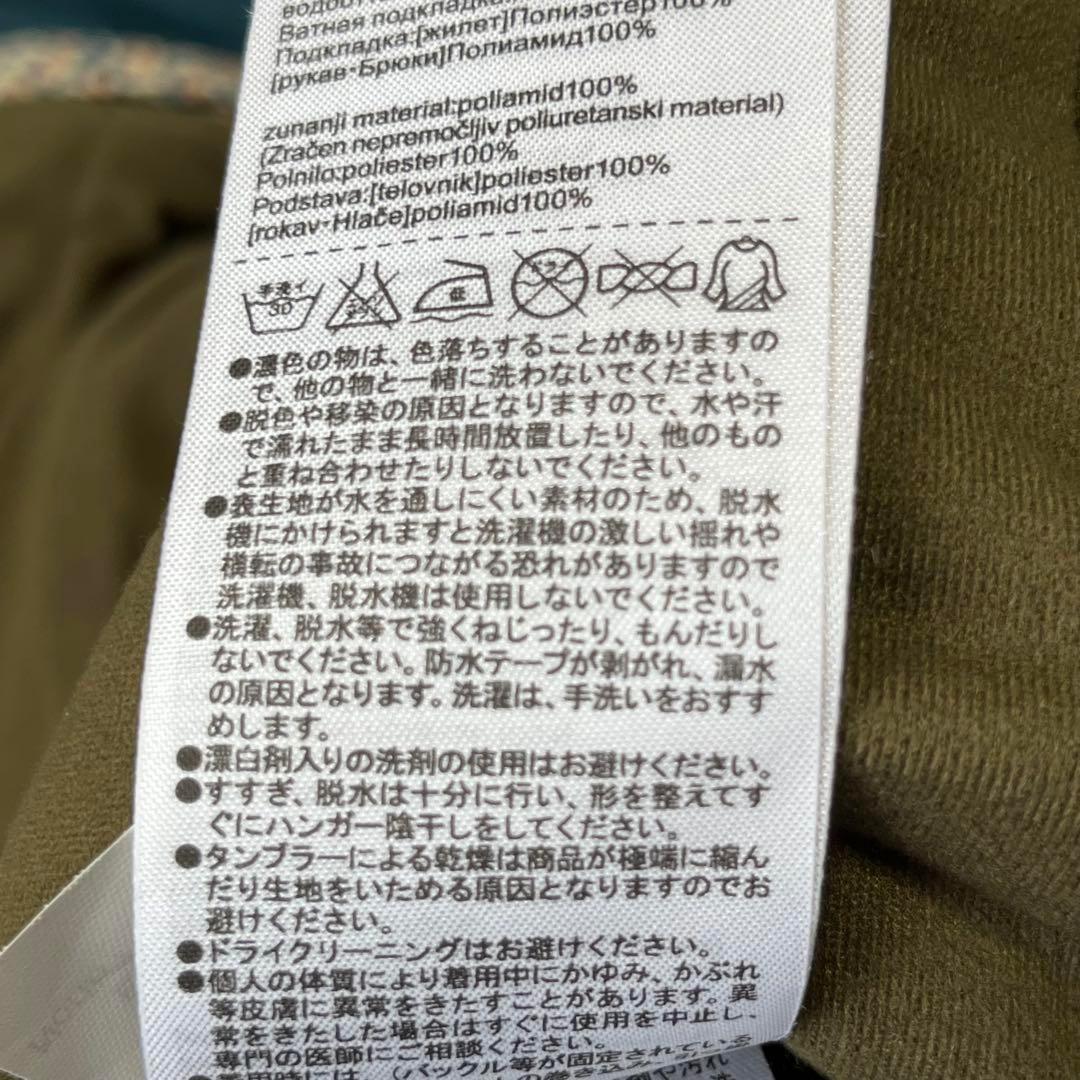 водоотт
Ватная подкладка
Подкладка:[жилет]Полиэстер100%
[рукав・Брюки]Полиамид100%
zunanji material:poliamid100%
(Zračen nepremočljiv poliuretanski material)
Polnilo:poliester100%
Podstava:[telovnik]poliester100%
[rokav・Hlače]poliamid100%
手洗イ 30
●濃色の物は、色落ちすることがありますの
で、他の物と一緒に洗わないでください。
●脱色や移染の原因となりますので、水や汗
で濡れたまま長時間放置したり、他のもの
と重ね合わせたりしないでください。
●表生地が水を通しにくい素材のため、脱水
機にかけられますと洗濯機の激しい揺れや
横転の事故につながる恐れがありますので
洗濯機、脱水機は使用しないでください。
●洗濯、脱水等で強くねじったり、もんだりし
ないでください。防水テープが剥がれ、漏水
の原因となります。洗濯は、手洗いをおすす
めします。
●漂白剤入りの洗剤の使用はお避けください。
●すすぎ、脱水は十分に行い、形を整えてす
ぐにハンガー陰干しをしてください。
●タンブラーによる乾燥は商品が極端に縮ん
だり生地をいためる原因となりますのでお
避けください。
●ドライクリーニングはお避けください。
●個人の体質により着用中にかゆみ、かぶれ
等皮膚に異常をきたすことがあります。異
常をきたした場合はすぐに使用を中止し、
専門の医師にご相談ください。
●着用時には、(バックル等が固定されている